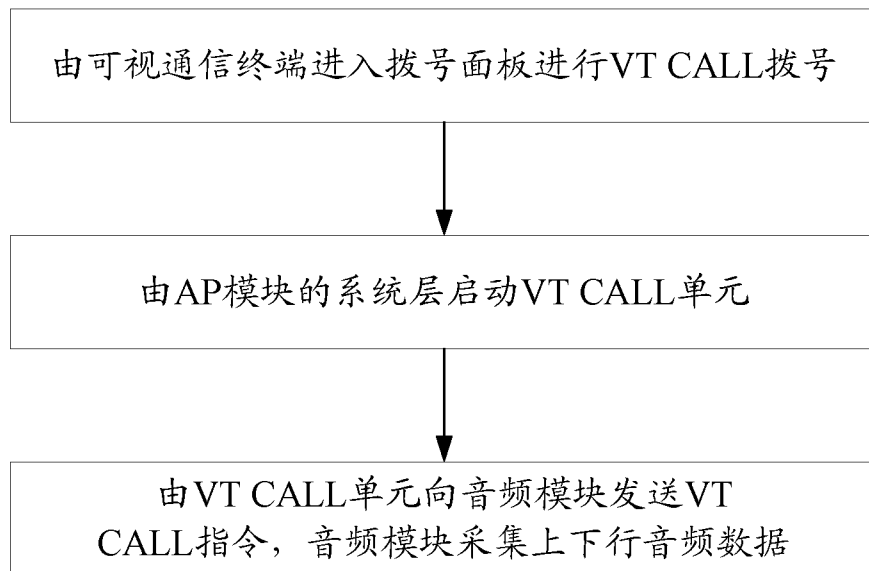 由可视通信终端进入拨号面板进行VT CALL拨号
由AP模块的系统层启动VT CALL单元
由VT CALL单元向音频模块发送VT
CALL指令，音频模块采集上下行音频数据